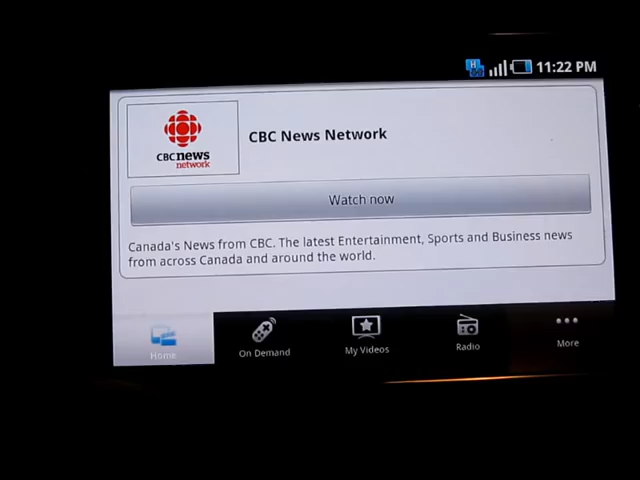 11:22 PM
CBC news
network
CBC News Network
Watch now
Canada's News from CBC. The latest Entertainment, Sports and Business news
from across Canada and around the world.
Home
On Demand
My Videos
Radio
More